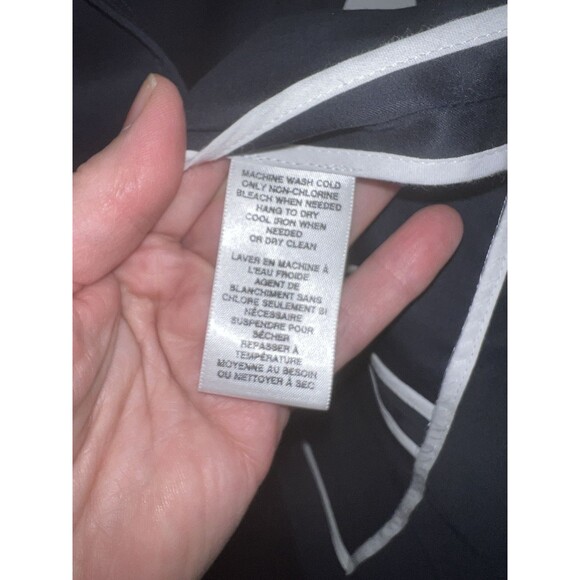 MACHINE WASH COLD
ONLY NON-CHLORINE
BLEACH WHEN NEEDED
HANG TO DRY
COOL IRON WHEN
NEEDED
OR DRY CLEAN
LAVER EN MACHINE À
L'EAU FROIDE
AGENT DE
BLANCHIMENT SANS
CHLORE SEULEMENT SI
NÉCESSAIRE
SUSPENDRE POUR
SÉCHER
REPASSER À
TEMPÉRATURE
MOYENNE AU BESOIN
OU NETTOYER À SEC